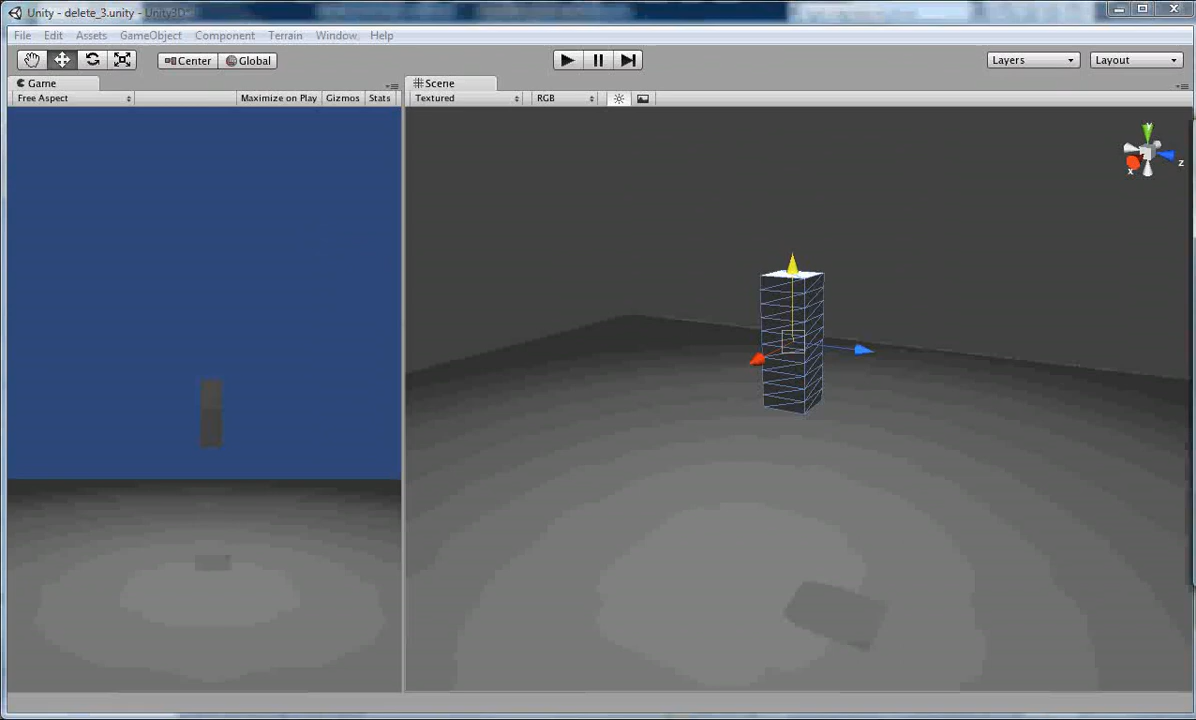 Unity - delete_3.unity - Unity3D*
File Edit Assets GameObject Component Terrain Window Help
Center Global Layers Layout
Game Scene
Free Aspect Maximize on Play Gizmos Stats Textured RGB
y
x z